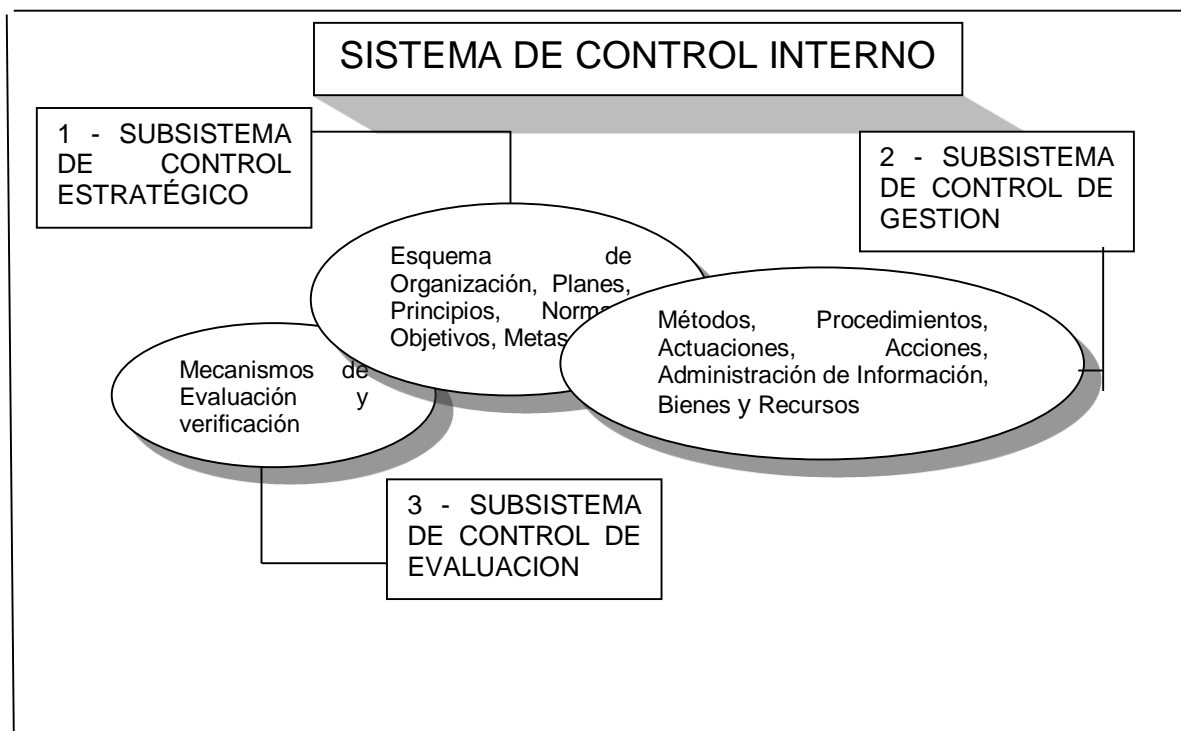 SISTEMA DE CONTROL INTERNO
1 - SUBSISTEMA
DE CONTROL
ESTRATÉGICO
2 - SUBSISTEMA
DE CONTROL DE
GESTION
Esquema de
Organización, Planes,
Principios, Norma
Objetivos, Metas
Métodos, Procedimientos,
Actuaciones, Acciones,
Administración de Información,
Bienes y Recursos
Mecanismos de
Evaluación y
verificación
3 - SUBSISTEMA
DE CONTROL DE
EVALUACION